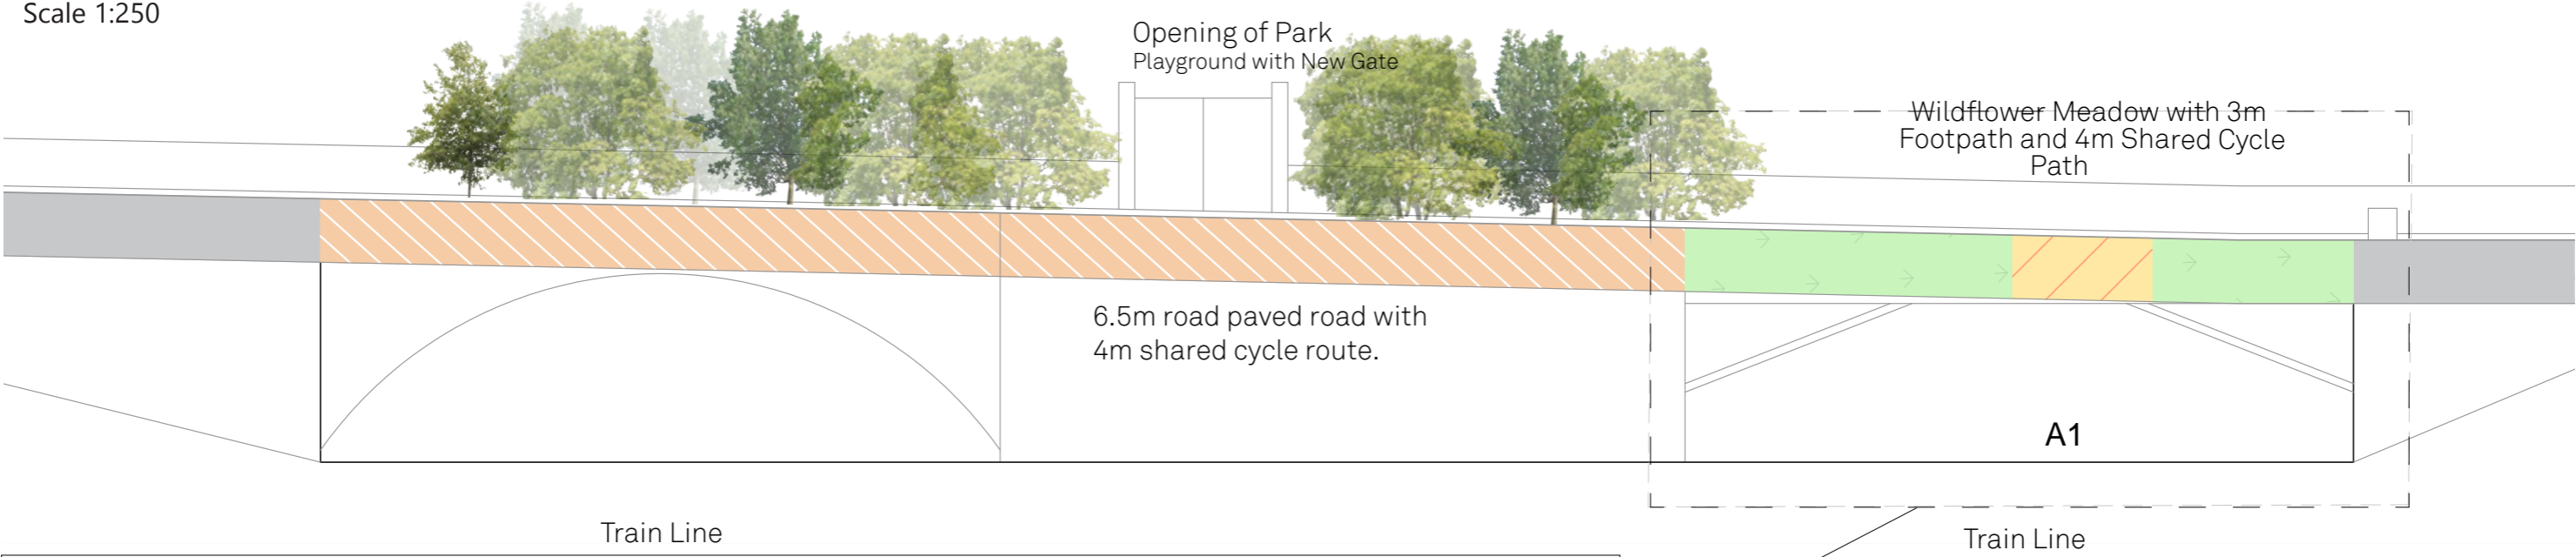 Scale 1:250
Opening of Park
Playground with New Gate
Wildflower Meadow with 3m
Footpath and 4m Shared Cycle
Path
6.5m road paved road with
4m shared cycle route.
A1
Train Line
Train Line